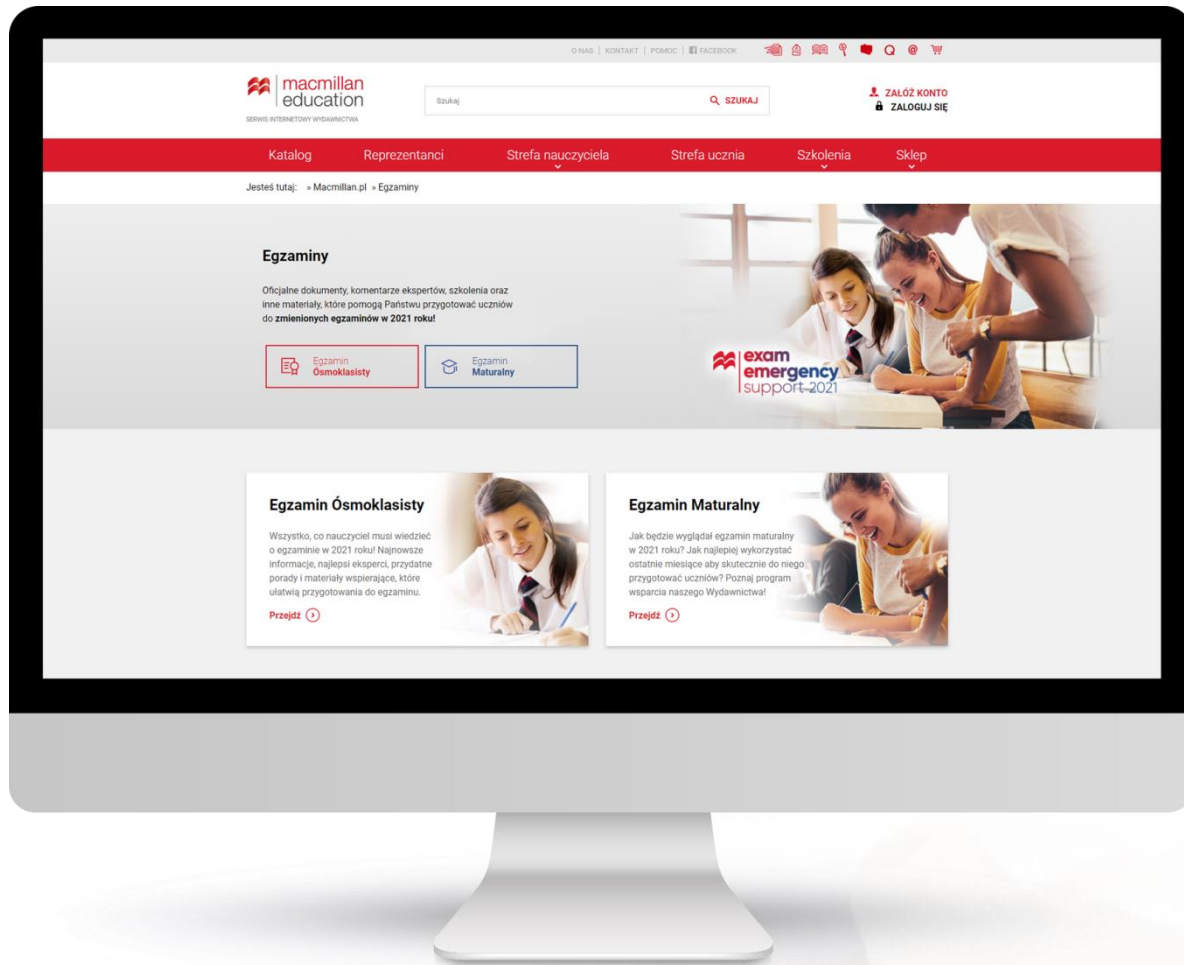 O NAS | KONTAKT | POMOC | FACEBOOK
macmillan
education
SERWIS INTERNETOWY WYDAWNICTWA
Szukaj
SZUKAJ
ZAŁÓŻ KONTO
ZALOGUJ SIĘ
Katalog Reprezentanci Strefa nauczyciela Strefa ucznia Szkolenia Sklep
Jesteś tutaj: » Macmillan.pl » Egzaminy
Egzaminy
Oficjalne dokumenty, komentarze ekspertów, szkolenia oraz
inne materiały, które pomogą Państwu przygotować uczniów
do zmienionych egzaminów w 2021 roku!
Egzamin
Ósmoklasisty
Egzamin
Maturalny
exam
emergency
support 2021
Egzamin Ósmoklasisty
Wszystko, co nauczyciel musi wiedzieć
o egzaminie w 2021 roku! Najnowsze
informacje, najlepsi eksperci, przydatne
porady i materiały wspierające, które
ułatwią przygotowania do egzaminu.
Przejdź
Egzamin Maturalny
Jak będzie wyglądał egzamin maturalny
w 2021 roku? Jak najlepiej wykorzystać
ostatnie miesiące aby skutecznie do niego
przygotować uczniów? Poznaj program
wsparcia naszego Wydawnictwa!
Przejdź